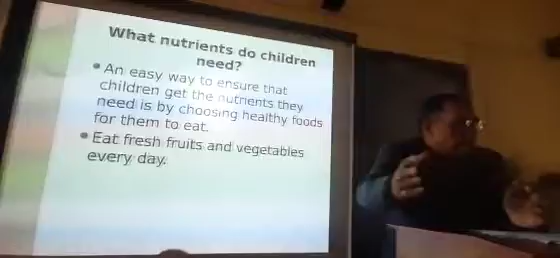 What nutrients do children
need?
• An easy way to ensure that
children get the nutrients they
need is by choosing healthy foods
for them to eat.
• Eat fresh fruits and vegetables
every day.